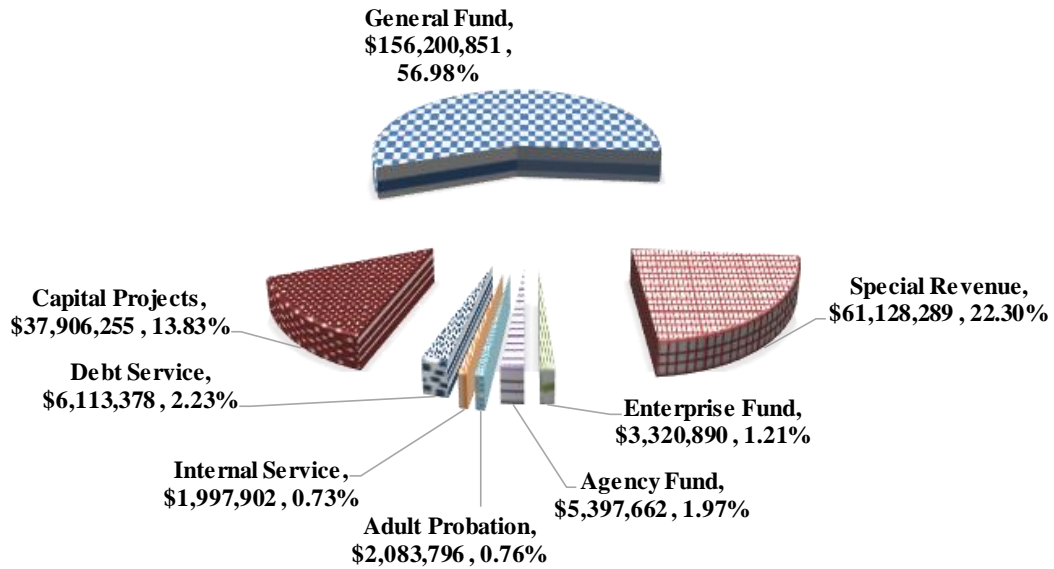 General Fund,
$156,200,851 ,
56.98%
Capital Projects,
$37,906,255 , 13.83%
Special Revenue,
$61,128,289 , 22.30%
Debt Service,
$6,113,378 , 2.23%
Enterprise Fund,
$3,320,890 , 1.21%
Internal Service,
$1,997,902 , 0.73%
Agency Fund,
$5,397,662 , 1.97%
Adult Probation,
$2,083,796 , 0.76%